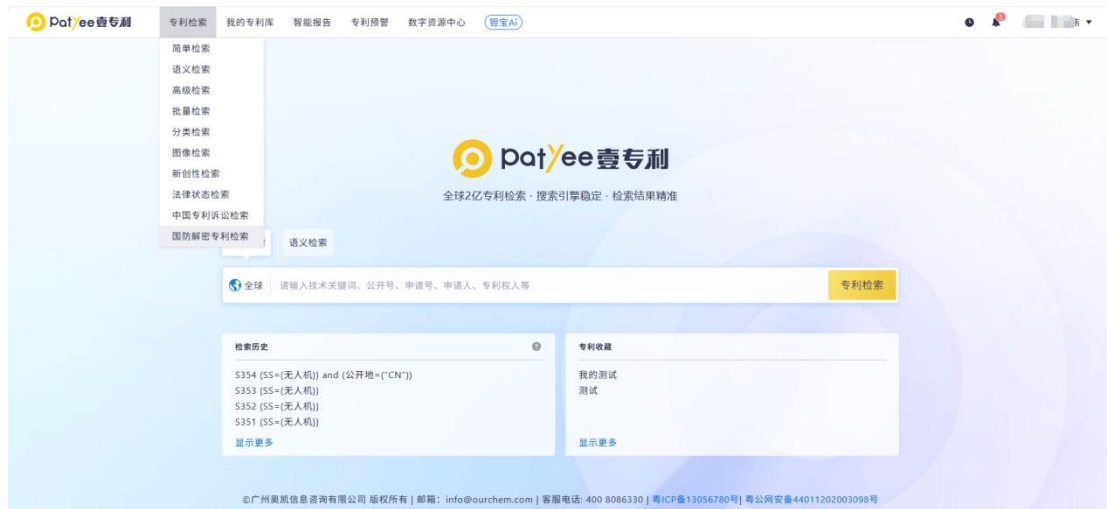 Patyee壹专利 专利检索 我的专利库 智能报告 专利预警 数字资源中心 钽宝Ai 3
简单检索
语义检索
高级检索
批量检索
分类检索
图像检索
新创性检索
法律状态检索
中国专利诉讼检索
国防解密专利检索
patyee壹专利
全球2亿专利检索 · 搜索引擎稳定 · 检索结果精准
语义检索
全球 请输入技术关键词、公开号、申请号、申请人、专利权人等 专利检索
检索历史
S354 (SS=(无人机)) and (公开地=("CN"))
S353 (SS=(无人机))
S352 (SS=(无人机))
S351 (SS=(无人机))
显示更多
专利收藏
我的测试
测试
显示更多
©广州奥凯信息咨询有限公司 版权所有 | 邮箱: info@ourchem.com | 客服电话: 400 8086330 | 粤ICP备13056780号| 粤公网安备44011202003098号